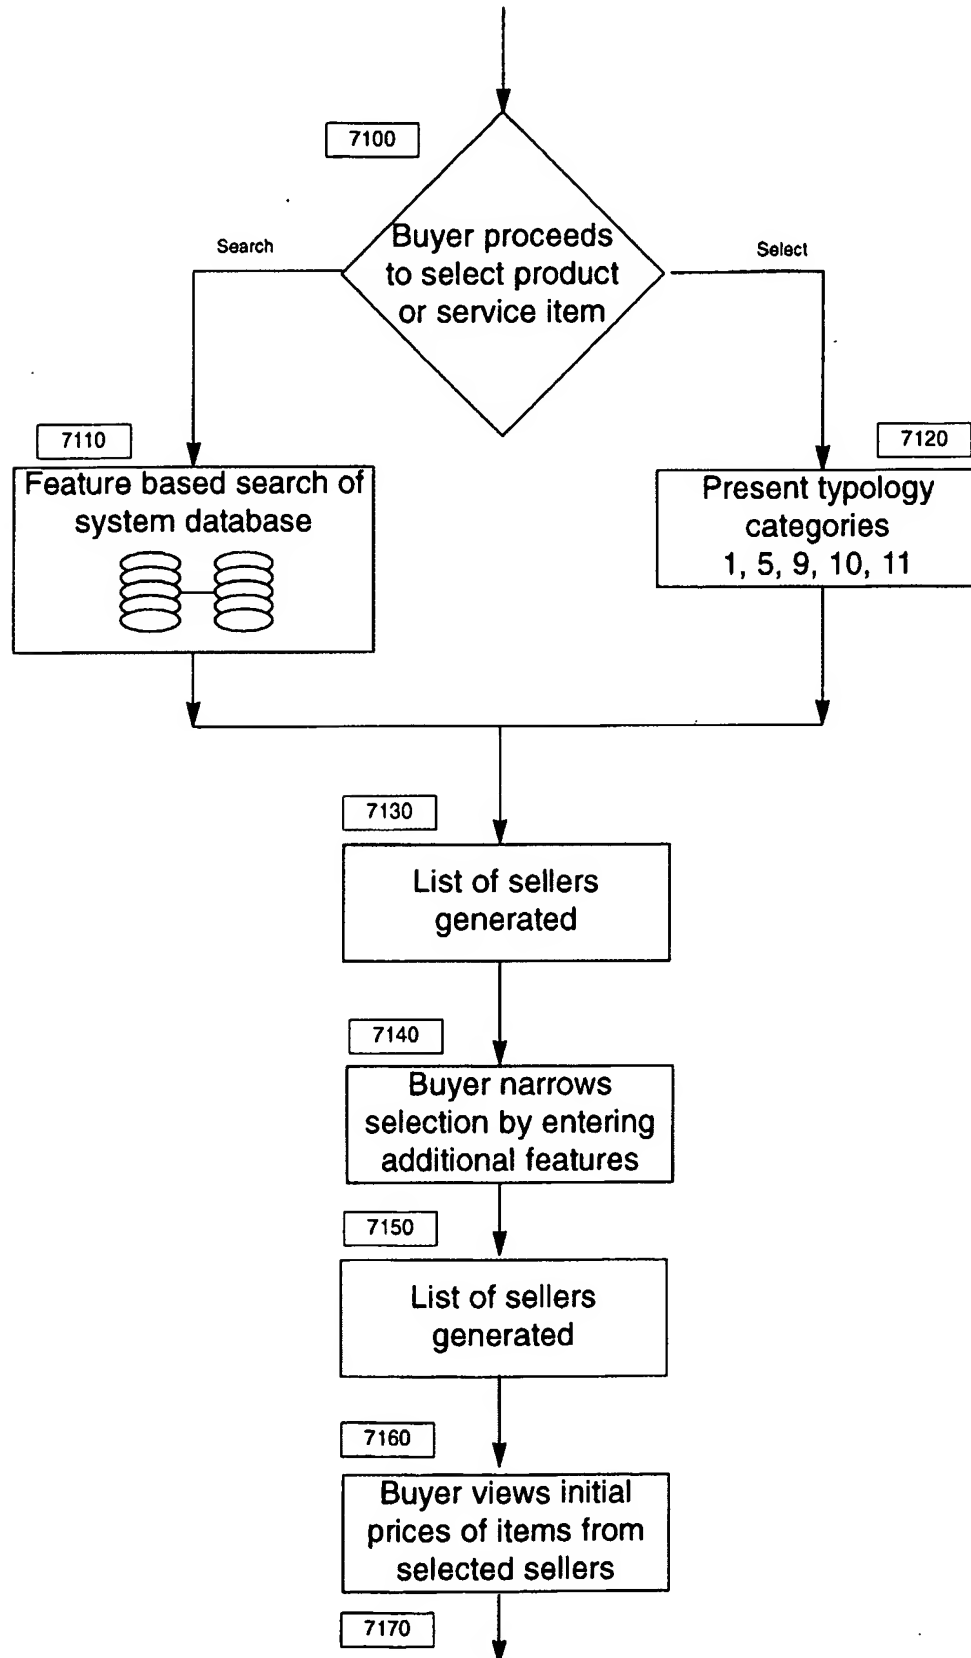 7100
Buyer proceeds
to select product
or service item
Search
Select
7110
Feature based search of
system database
7120
Present typology
categories
1, 5, 9, 10, 11
7130
List of sellers
generated
7140
Buyer narrows
selection by entering
additional features
7150
List of sellers
generated
7160
Buyer views initial
prices of items from
selected sellers
7170